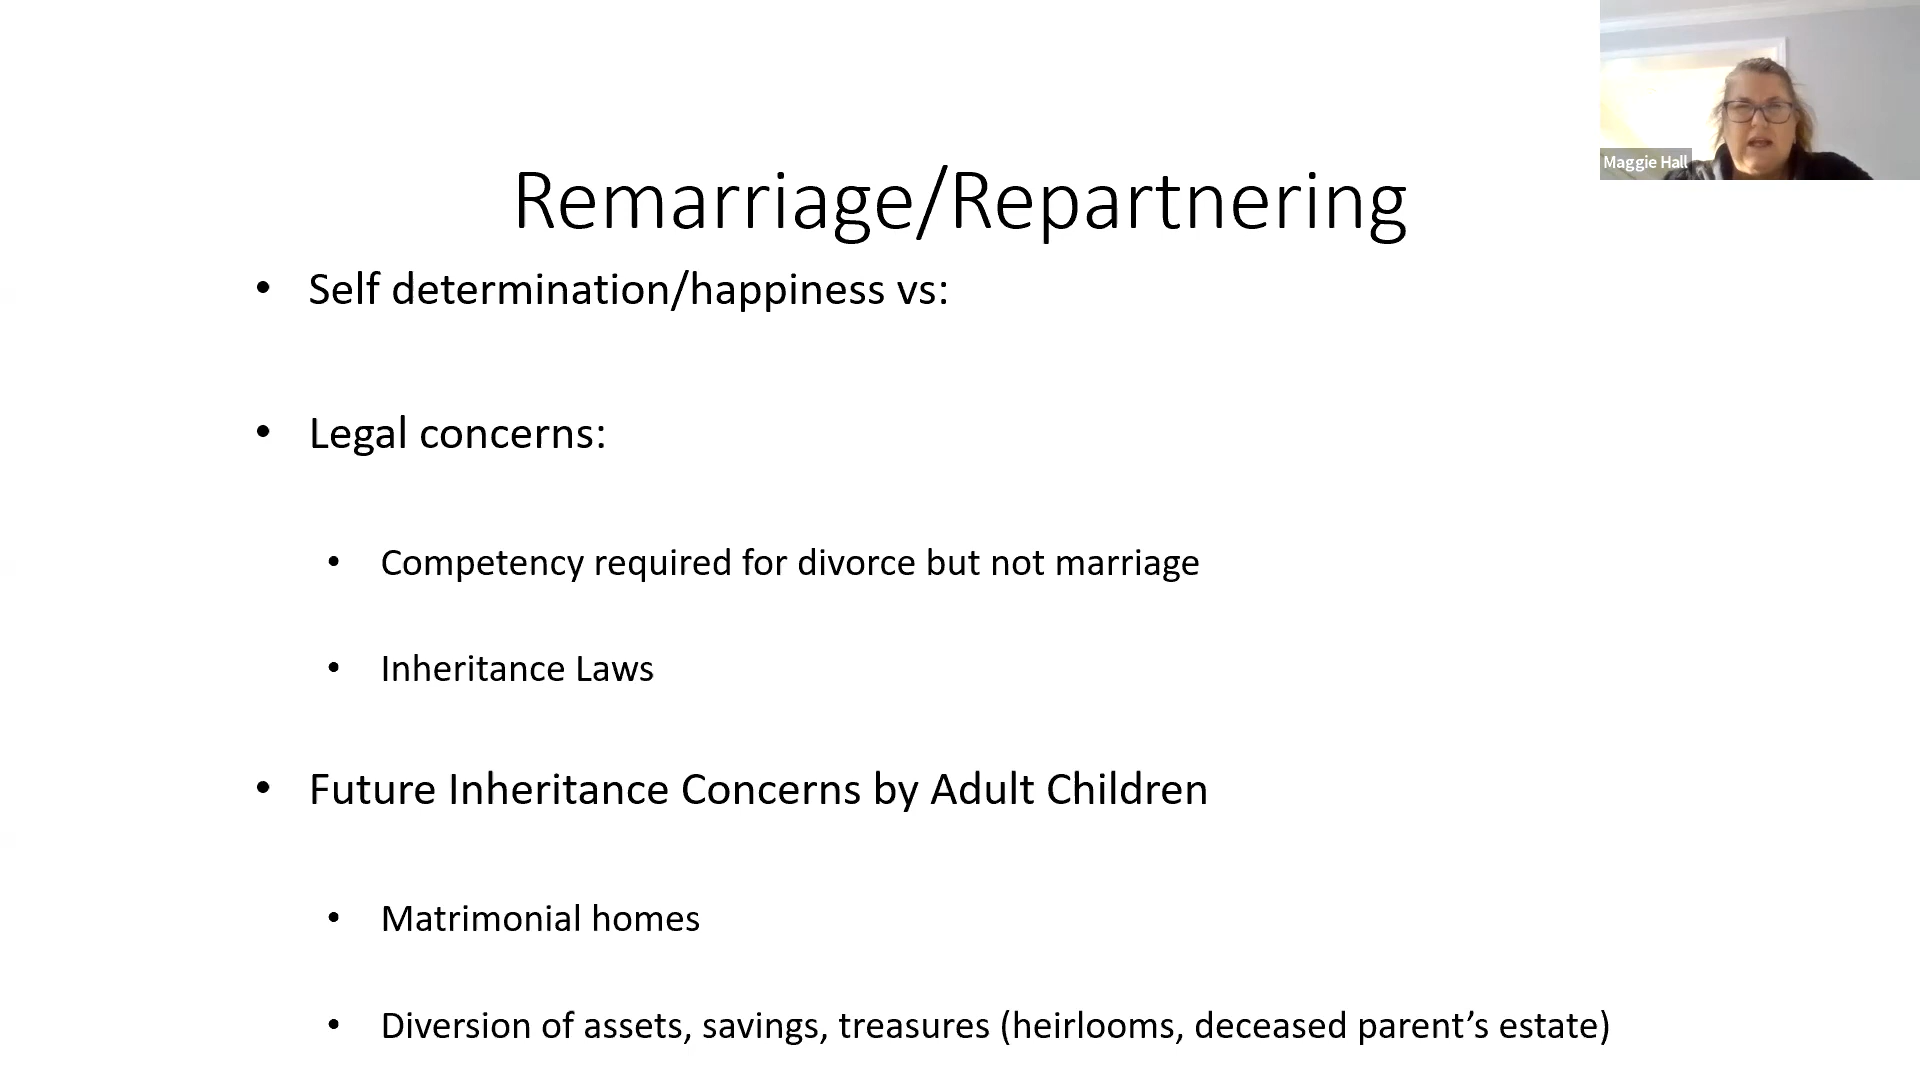 Maggie Hall
Remarriage/Repartnering
• Self determination/happiness vs:
• Legal concerns:
• Competency required for divorce but not marriage
• Inheritance Laws
• Future Inheritance Concerns by Adult Children
• Matrimonial homes
• Diversion of assets, savings, treasures (heirlooms, deceased parent’s estate)